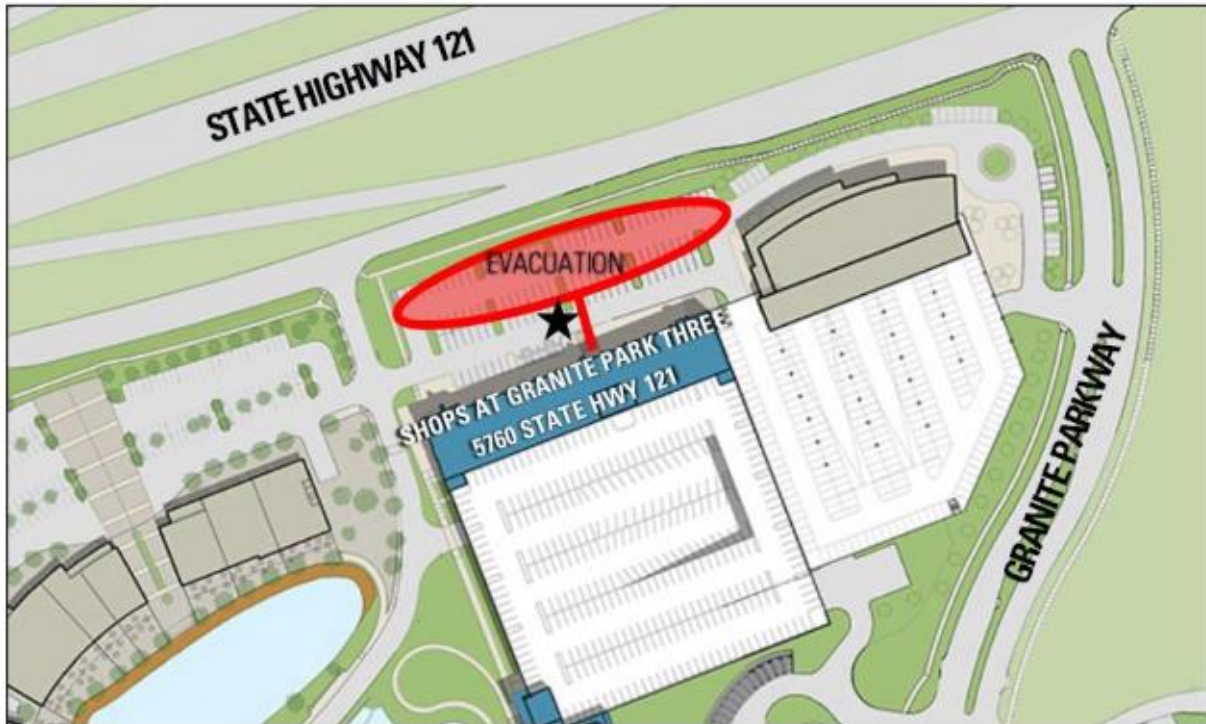 STATE HIGHWAY 121
EVACUATION
SHOPS AT GRANITE PARK THREE
5760 STATE HWY 121
GRANITE PARKWAY